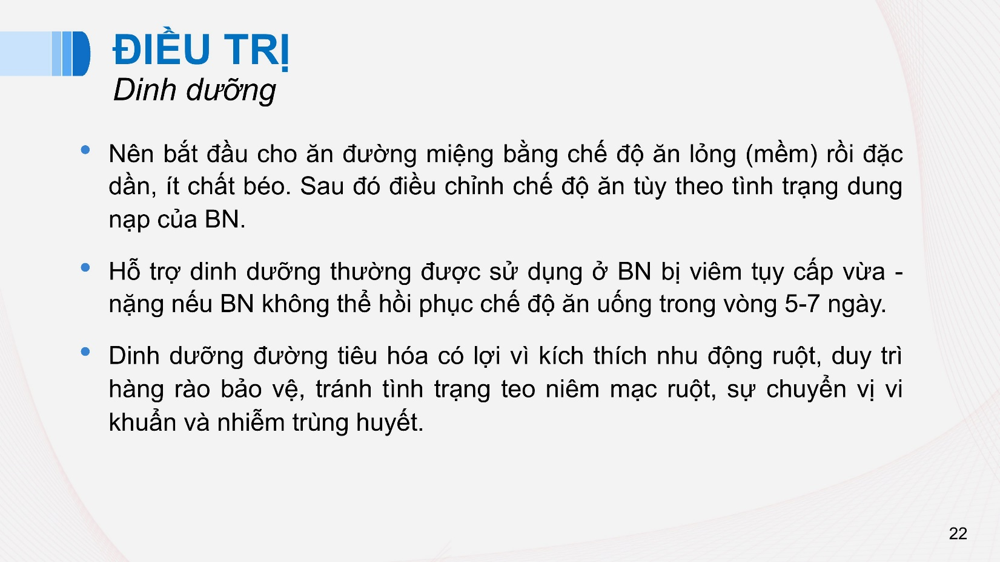 ĐIỀU TRỊ
Dinh dưỡng
• Nên bắt đầu cho ăn đường miệng bằng chế độ ăn lỏng (mềm) rồi đặc
dần, ít chất béo. Sau đó điều chỉnh chế độ ăn tùy theo tình trạng dung
nạp của BN.
• Hỗ trợ dinh dưỡng thường được sử dụng ở BN bị viêm tụy cấp vừa -
nặng nếu BN không thể hồi phục chế độ ăn uống trong vòng 5-7 ngày.
• Dinh dưỡng đường tiêu hóa có lợi vì kích thích nhu động ruột, duy trì
hàng rào bảo vệ, tránh tình trạng teo niêm mạc ruột, sự chuyển vị vi
khuẩn và nhiễm trùng huyết.
22